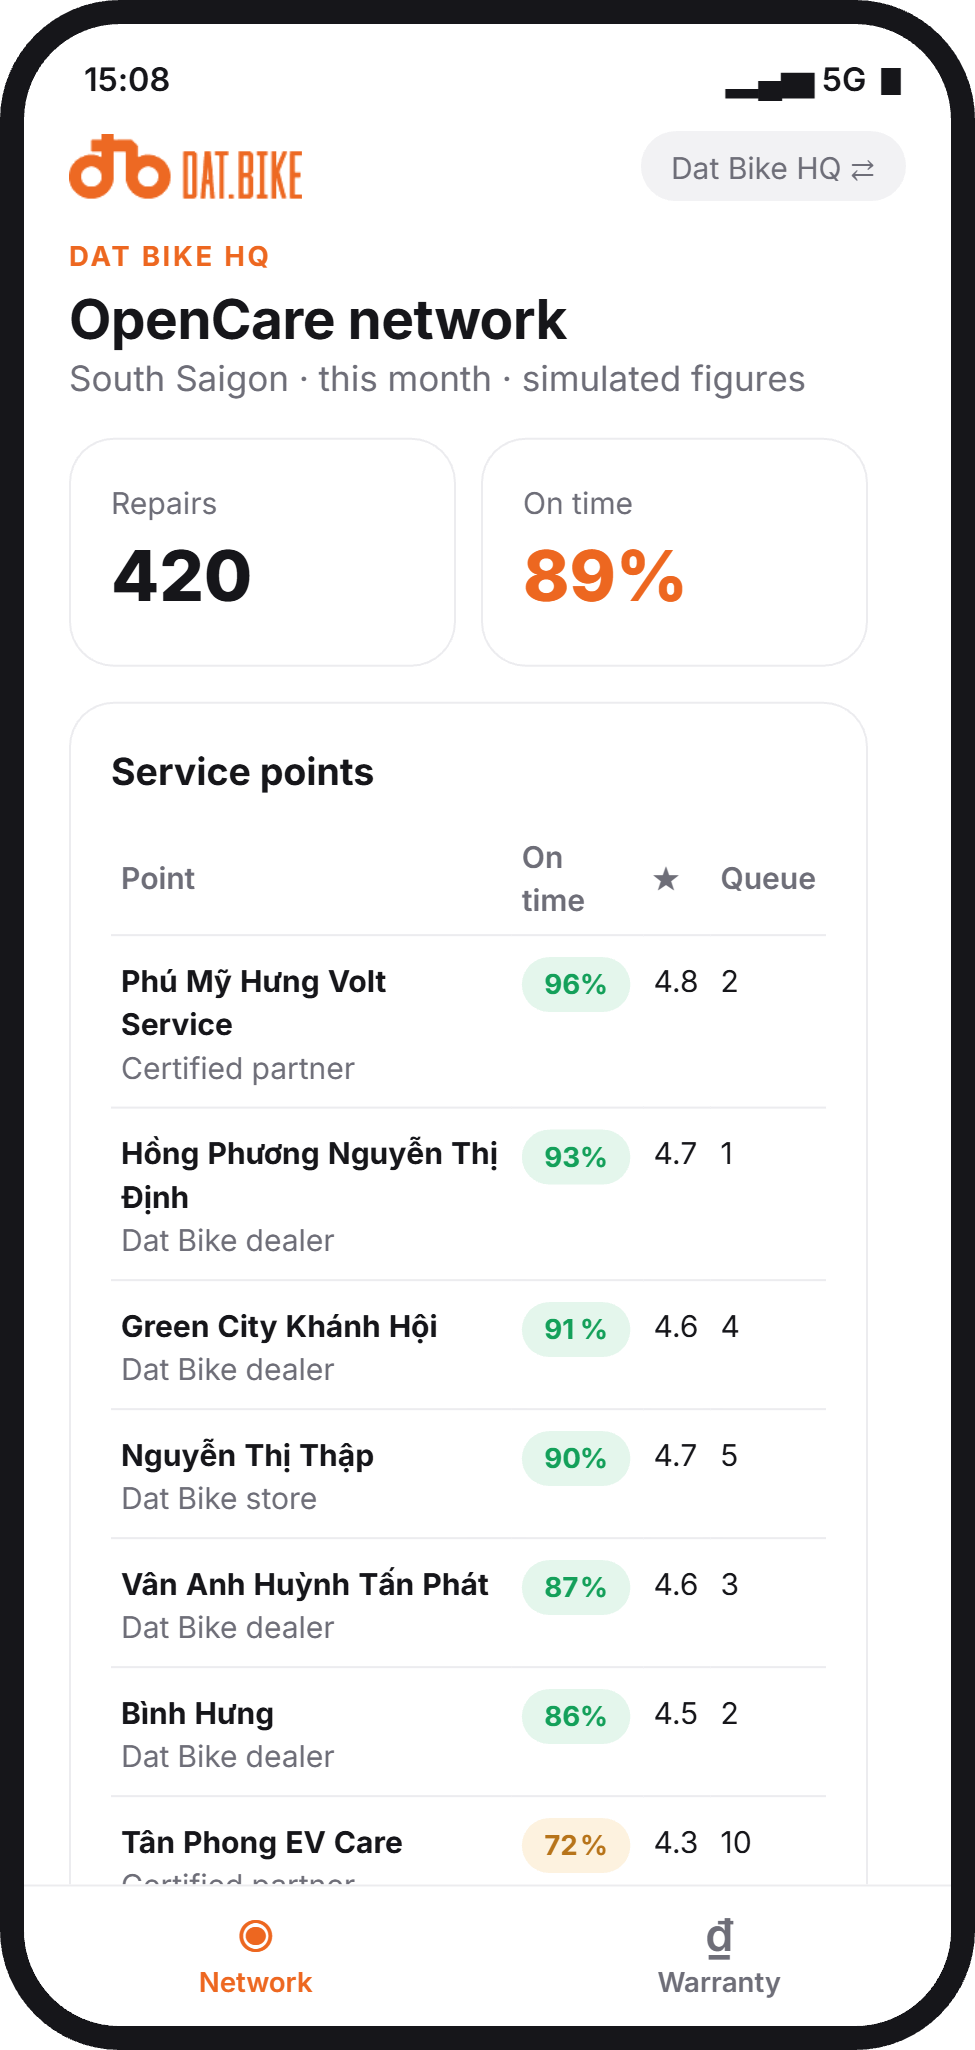 15:08
5G
DAT.BIKE
Dat Bike HQ ⇄
DAT BIKE HQ
OpenCare network
South Saigon · this month · simulated figures
Repairs
On time
420
89%
Service points
Point
On time
★
Queue
Phú Mỹ Hưng Volt
Service
Certified partner
96%
4.8
2
Hồng Phương Nguyễn Thị
Định
Dat Bike dealer
93%
4.7
1
Green City Khánh Hội
Dat Bike dealer
91%
4.6
4
Nguyễn Thị Thập
Dat Bike store
90%
4.7
5
Vân Anh Huỳnh Tấn Phát
Dat Bike dealer
87%
4.6
3
Bình Hưng
Dat Bike dealer
86%
4.5
2
Tân Phong EV Care
Certified partner
72%
4.3
10
Network
₫
Warranty